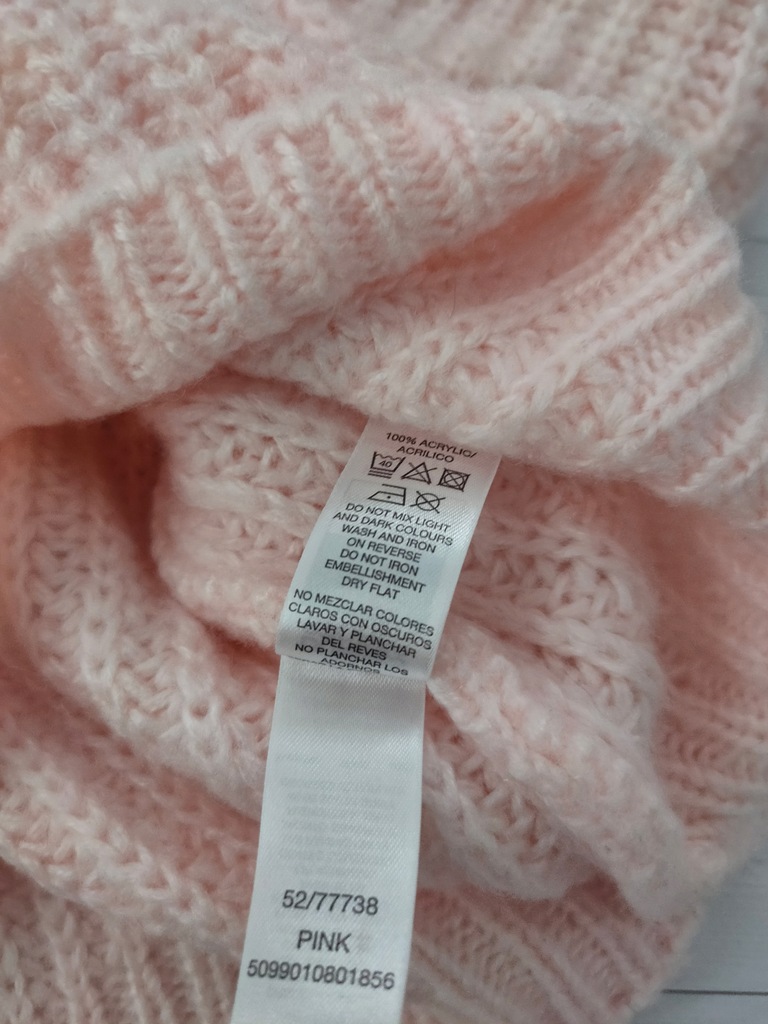 100% ACRYLIC/
ACRILICO
40
DO NOT MIX LIGHT
AND DARK COLOURS
WASH AND IRON
ON REVERSE
DO NOT IRON
EMBELLISHMENT
DRY FLAT
NO MEZCLAR COLORES
CLAROS CON OSCUROS
LAVAR Y PLANCHAR
DEL REVES
NO PLANCHAR LOS
ADORNOS
52/77738
PINK
5099010801856